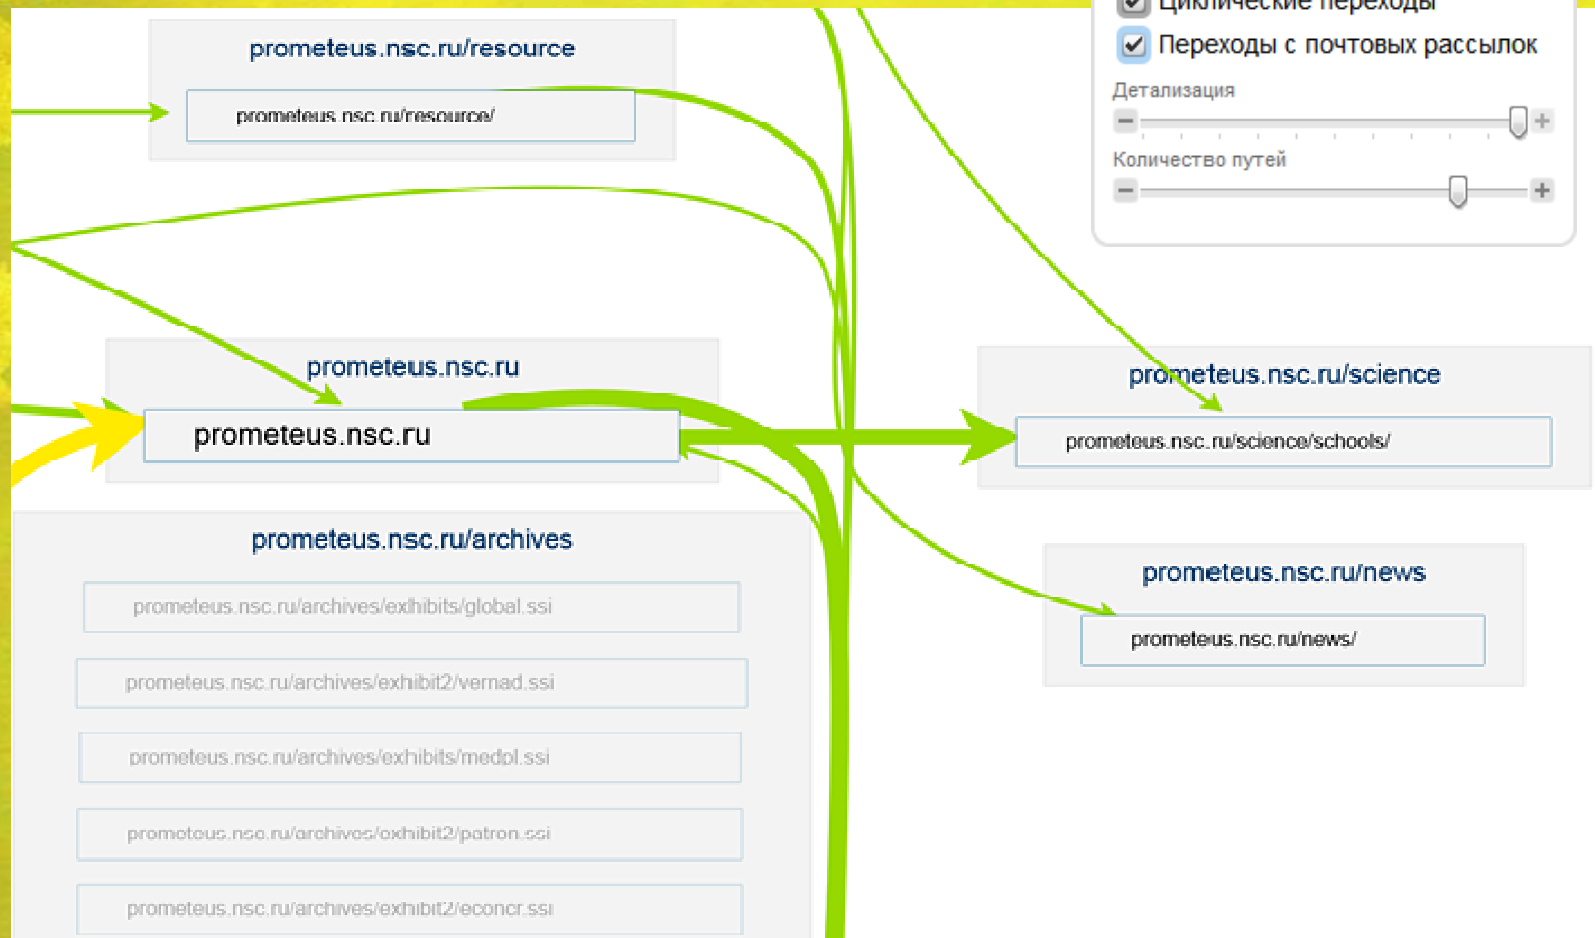 Циклические переходы
Переходы с почтовых рассылок
Детализация
Количество путей
prometeus.nsc.ru/resource
prometeus.nsc.ru/resource/
prometeus.nsc.ru
prometeus.nsc.ru
prometeus.nsc.ru/science
prometeus.nsc.ru/science/schools/
prometeus.nsc.ru/archives
prometeus.nsc.ru/archives/exhibits/global.ssi
prometeus.nsc.ru/archives/exhibit2/vernad.ssi
prometeus.nsc.ru/archives/exhibits/medpl.ssi
prometeus.nsc.ru/archives/exhibit2/patron.ssi
prometeus.nsc.ru/archives/exhibit2/econcr.ssi
prometeus.nsc.ru/news
prometeus.nsc.ru/news/